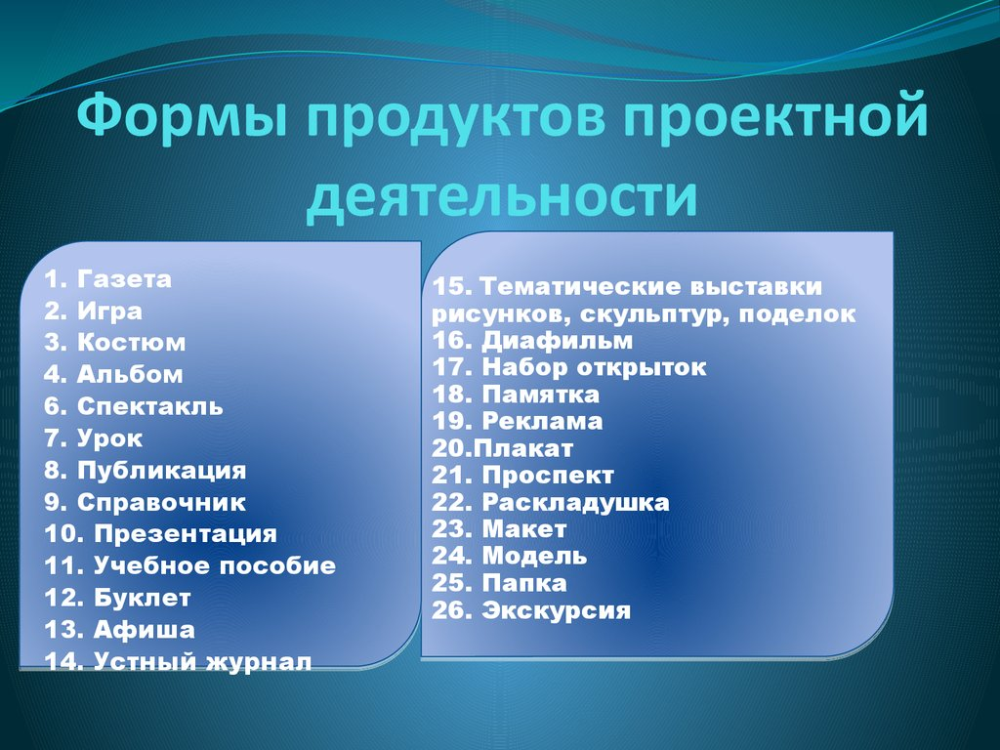 Формы продуктов проектной
деятельности
1. Газета
2. Игра
3. Костюм
4. Альбом
6. Спектакль
7. Урок
8. Публикация
9. Справочник
10. Презентация
11. Учебное пособие
12. Буклет
13. Афиша
14. Устный журнал
15. Тематические выставки
рисунков, скульптур, поделок
16. Диафильм
17. Набор открыток
18. Памятка
19. Реклама
20.Плакат
21. Проспект
22. Раскладушка
23. Макет
24. Модель
25. Папка
26. Экскурсия